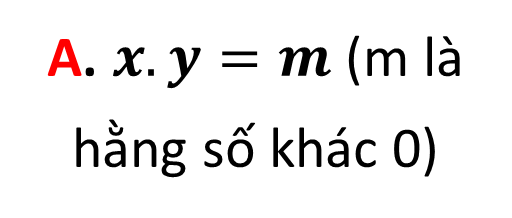 A. x. y = m (m là
hằng số khác 0)